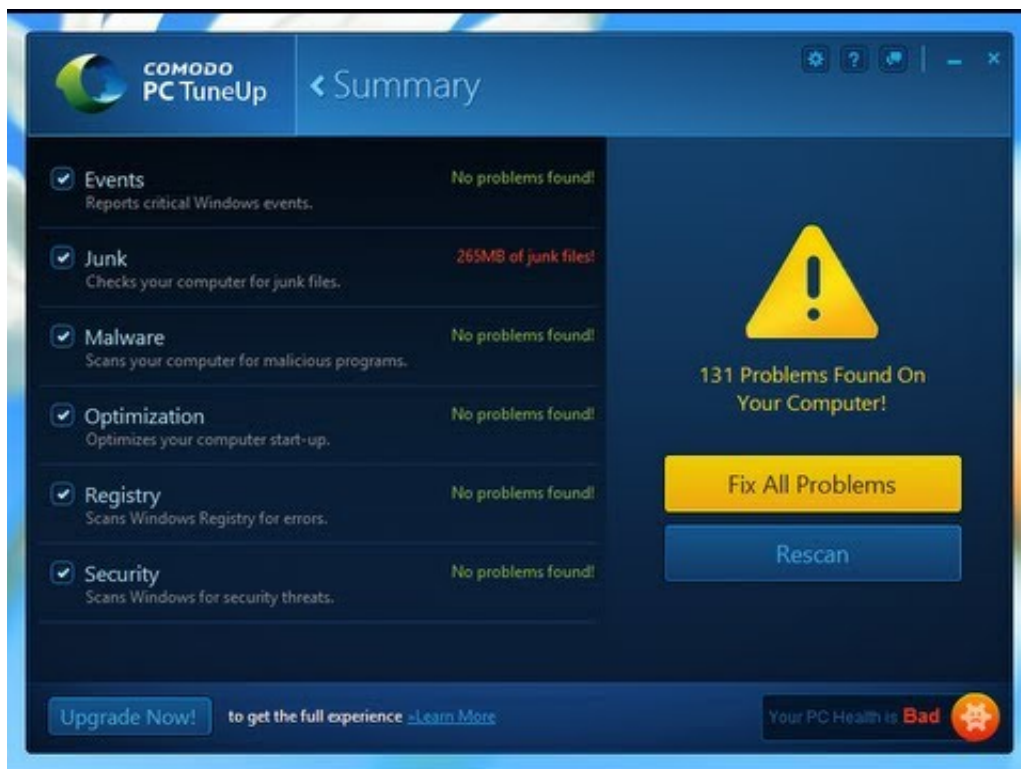 COMODO
PC TuneUp
Summary
Events
No problems found!
Reports critical Windows events.
Junk
265MB of junk files!
Checks your computer for junk files.
Malware
No problems found!
Scans your computer for malicious programs.
Optimization
No problems found!
Optimizes your computer start-up.
Registry
No problems found!
Scans Windows Registry for errors.
Security
No problems found!
Scans Windows for security threats.
131 Problems Found On
Your Computer!
Fix All Problems
Rescan
Upgrade Now! to get the full experience »Learn More
Your PC Health is Bad